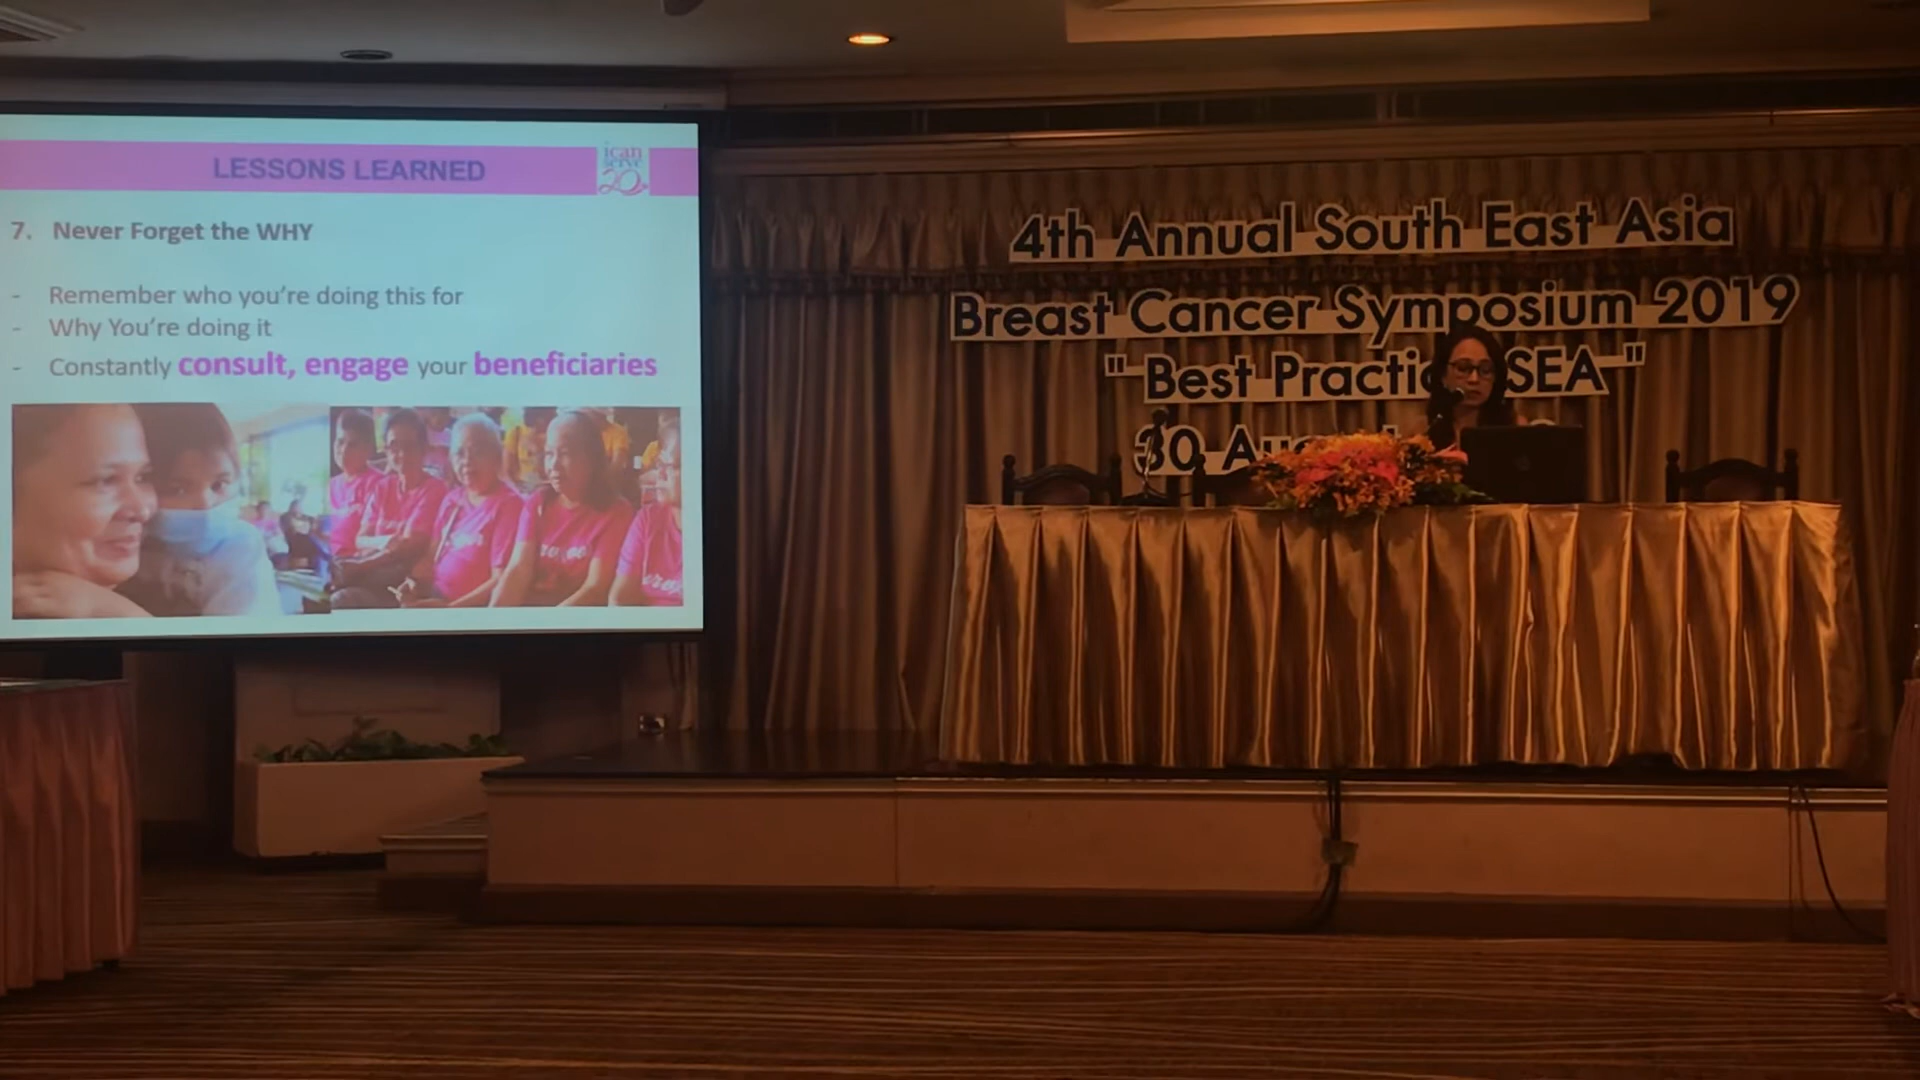 LESSONS LEARNED
ican
serve
20
7. Never Forget the WHY
- Remember who you're doing this for
- Why You're doing it
- Constantly consult, engage your beneficiaries
4th Annual South East Asia
Breast Cancer Symposium 2019
" Best SEA "
30